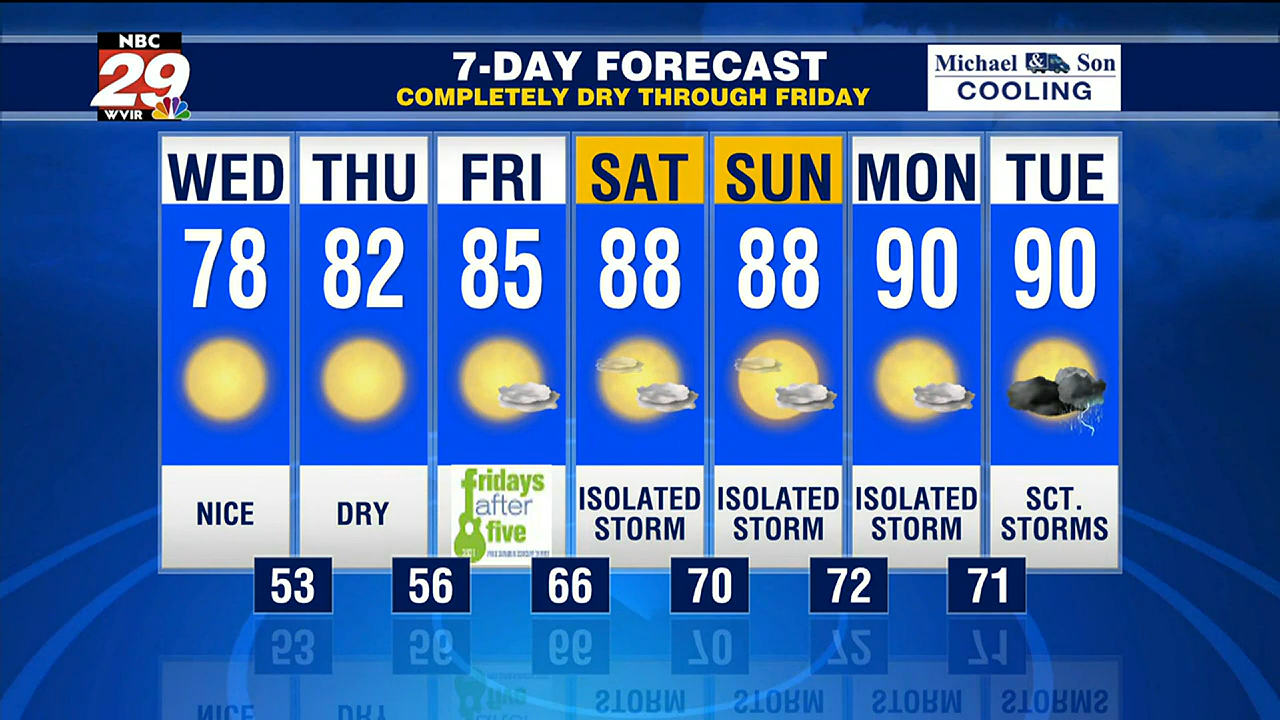 NBC
29
WVIR
7-DAY FORECAST
COMPLETELY DRY THROUGH FRIDAY
Michael & Son
COOLING
WED THU FRI SAT SUN MON TUE
78 82 85 88 88 90 90
NICE
DRY
fridays
after
five
ISOLATED
STORM
ISOLATED
STORM
ISOLATED
STORM
SCT.
STORMS
53 56 66 70 72 71